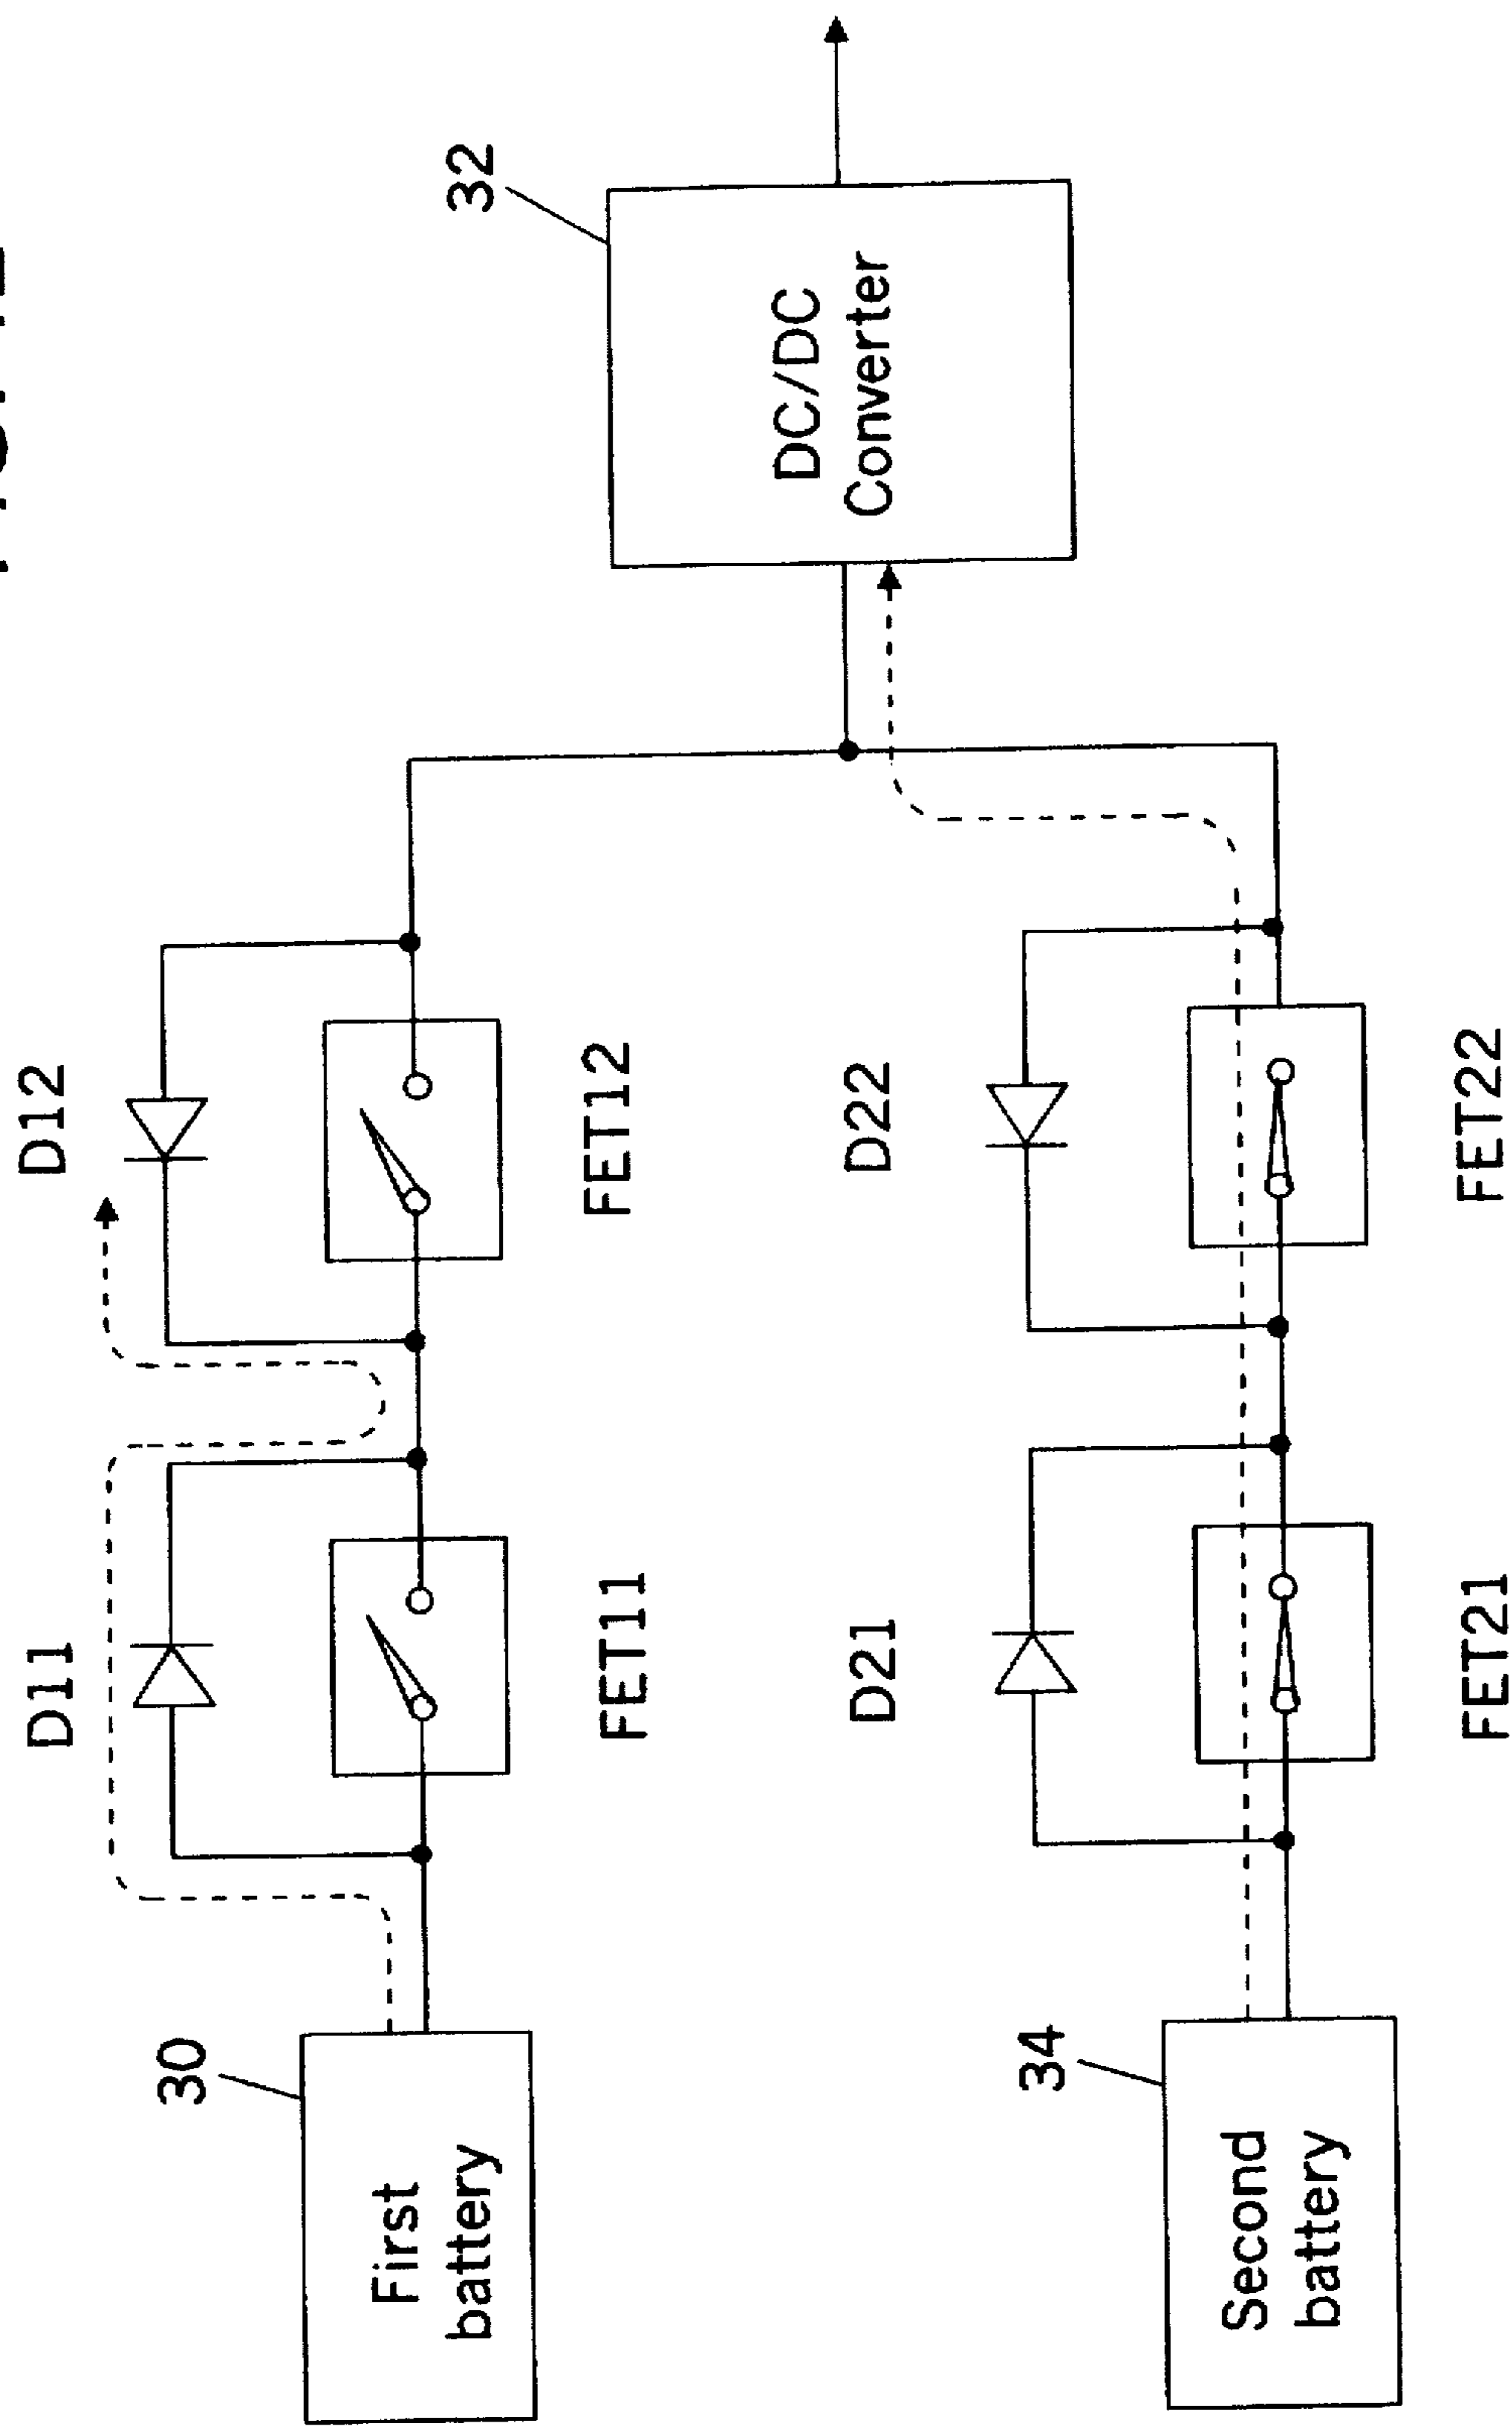 D12
D11
FET12
FET11
30
First
battery
32
DC/DC
Converter
D22
D21
FET22
FET21
34
Second
battery